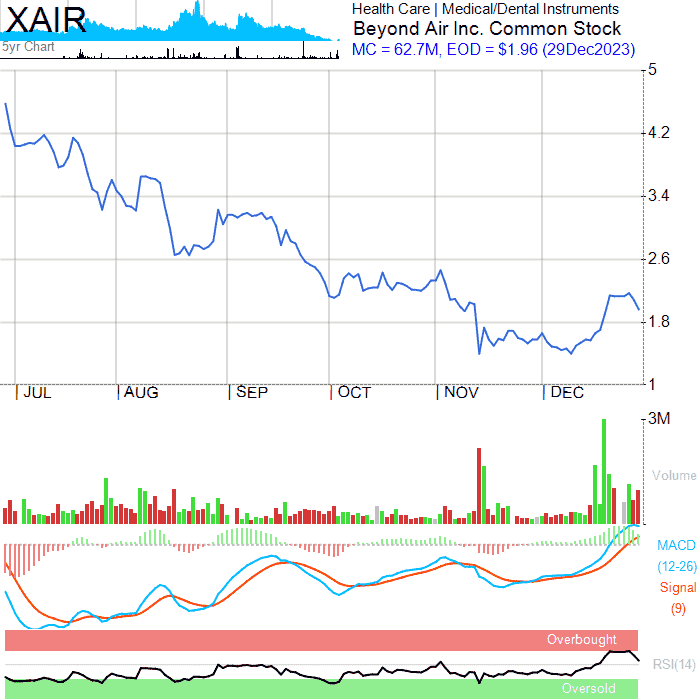 XAIR
5yr Chart
Health Care | Medical/Dental Instruments
Beyond Air Inc. Common Stock
MC = 62.7M, EOD = $1.96 (29Dec2023)
5
4.2
3.4
2.6
1.8
1
JUL AUG SEP OCT NOV DEC
3M
Volume
MACD
(12-26)
Signal
(9)
Overbought
RSI(14)
Oversold